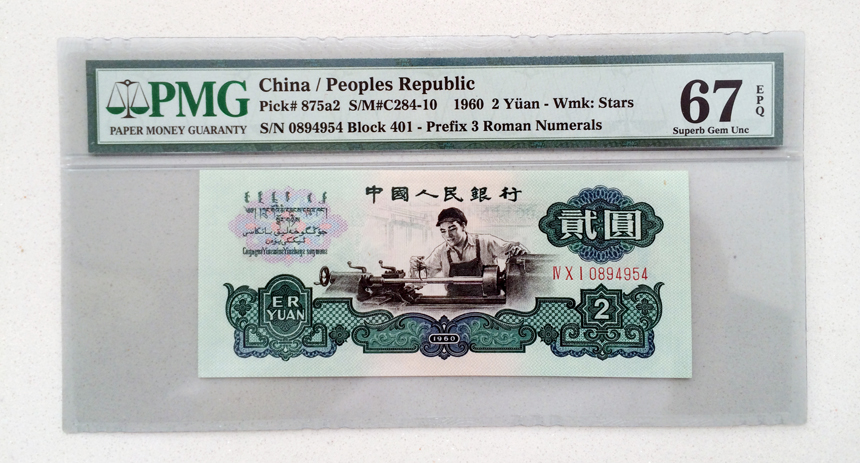 PMG
PAPER MONEY GUARANTY
China / Peoples Republic
Pick# 875a2 S/M#C284-10 1960 2 Yüan - Wmk: Stars
S/N 0894954 Block 401 - Prefix 3 Roman Numerals
67
EPQ
Superb Gem Unc
中國人民銀行
貳圓
Ⅳ Ⅹ Ⅰ 0894954
ER
YUAN
2
1960